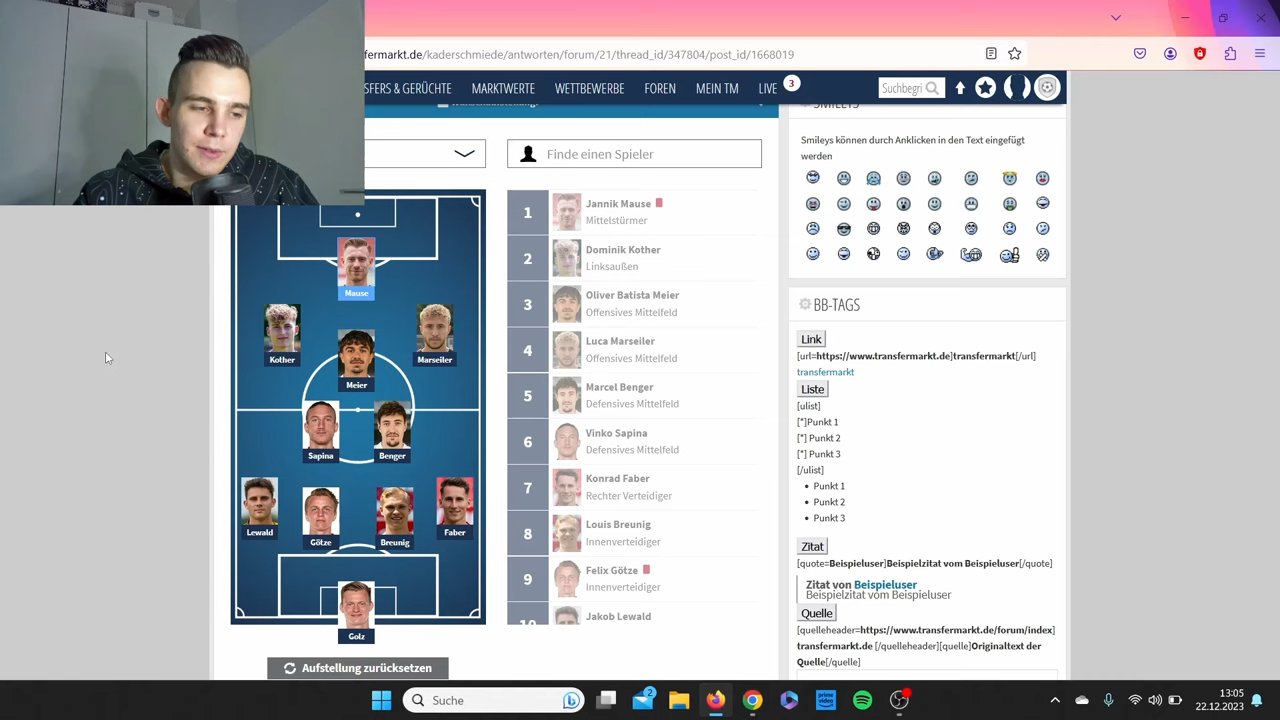 fermarkt.de/kaderschmiede/antworten/forum/21/thread_id/347804/post_id/1668019
SFERS & GERÜCHTE MARKTWERTE WETTBEWERBE FOREN MEIN TM LIVE 3
Suchbegri
SMILEYS
Smileys können durch Anklicken in den Text eingefügt
werden
Finde einen Spieler
Mause
Kother
Marseiler
Meier
Sapina
Benger
Lewald
Götze
Breunig
Faber
Golz
Aufstellung zurücksetzen
1 Jannik Mause
Mittelstürmer
2 Dominik Kother
Linksaußen
3 Oliver Batista Meier
Offensives Mittelfeld
4 Luca Marseiler
Offensives Mittelfeld
5 Marcel Benger
Defensives Mittelfeld
6 Vinko Sapina
Defensives Mittelfeld
7 Konrad Faber
Rechter Verteidiger
8 Louis Breunig
Innenverteidiger
9 Felix Götze
Innenverteidiger
10 Jakob Lewald
BB-TAGS
Link
[url=https://www.transfermarkt.de]transfermarkt[/url]
transfermarkt
Liste
[ulist]
[*]Punkt 1
[*] Punkt 2
[*] Punkt 3
[/ulist]
• Punkt 1
• Punkt 2
• Punkt 3
Zitat
[quote=Beispieluser]Beispielzitat vom Beispieluser[/quote]
Zitat von Beispieluser
Beispielzitat vom Beispieluser
Quelle
[quelleheader=https://www.transfermarkt.de/forum/index]
transfermarkt.de [/quelleheader][quelle]Originaltext der
Quelle[/quelle]
Suche
2
prime video
13:05
22.12.2023